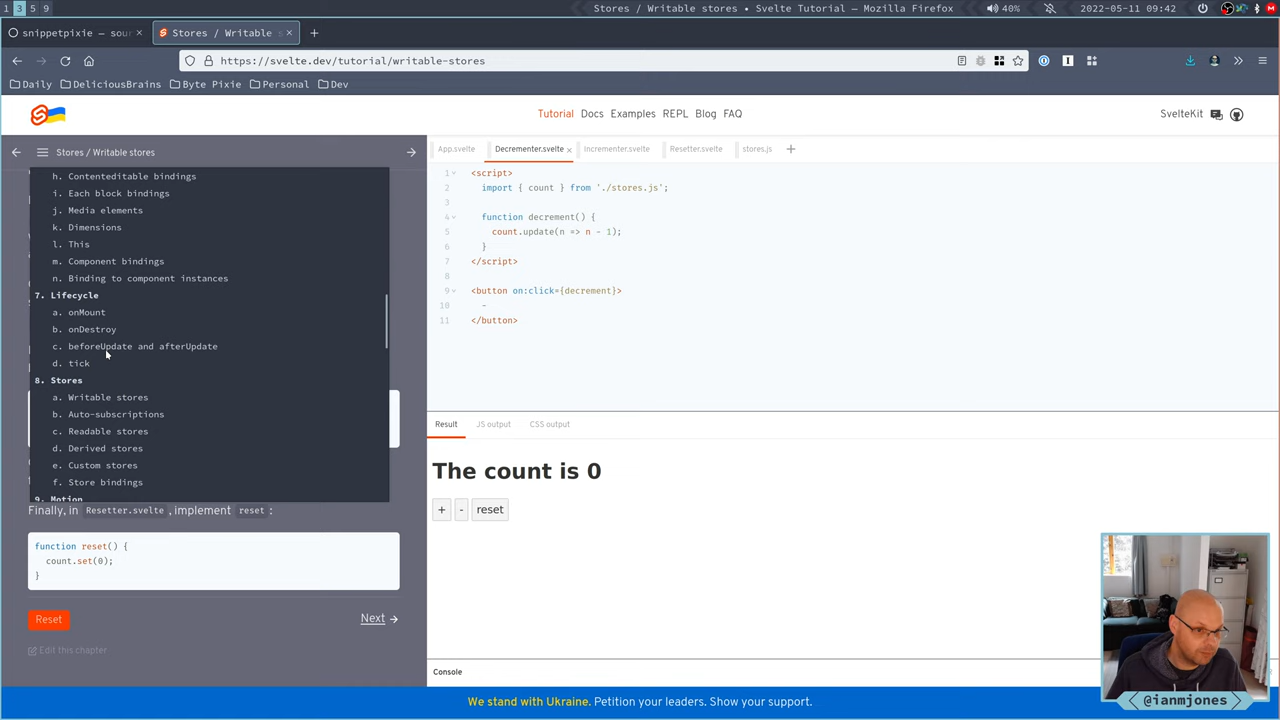 1 3 5 9
Stores / Writable stores • Svelte Tutorial — Mozilla Firefox
40%
2022-05-11 09:42
snippetpixie — sour ×
Stores / Writable s ×
https://svelte.dev/tutorial/writable-stores
Daily DeliciousBrains Byte Pixie Personal Dev
Tutorial Docs Examples REPL Blog FAQ
SvelteKit
Stores / Writable stores
h. Contenteditable bindings
i. Each block bindings
j. Media elements
k. Dimensions
l. This
m. Component bindings
n. Binding to component instances
7. Lifecycle
a. onMount
b. onDestroy
c. beforeUpdate and afterUpdate
d. tick
8. Stores
a. Writable stores
b. Auto-subscriptions
c. Readable stores
d. Derived stores
e. Custom stores
f. Store bindings
9. Motion
Finally, in Resetter.svelte, implement reset:
function reset() {
count.set(0);
}
Reset
Next
Edit this chapter
App.svelte Decrementer.svelte × Incrementer.svelte Resetter.svelte stores.js +
1 <script>
2 import { count } from './stores.js';
3
4 function decrement() {
5 count.update(n => n - 1);
6 }
7 </script>
8
9 <button on:click={decrement}>
10 -
11 </button>
Result JS output CSS output
The count is 0
+ - reset
Console
We stand with Ukraine. Petition your leaders. Show your support.
@ianmjones